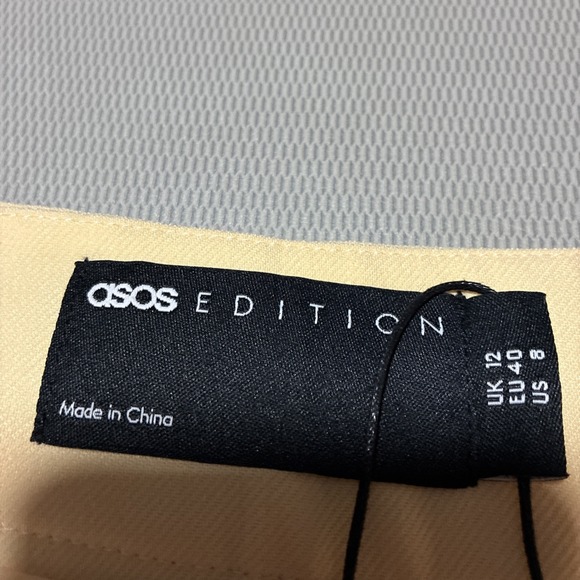 asos EDITION
Made in China
UK 12
EU 40
US 8